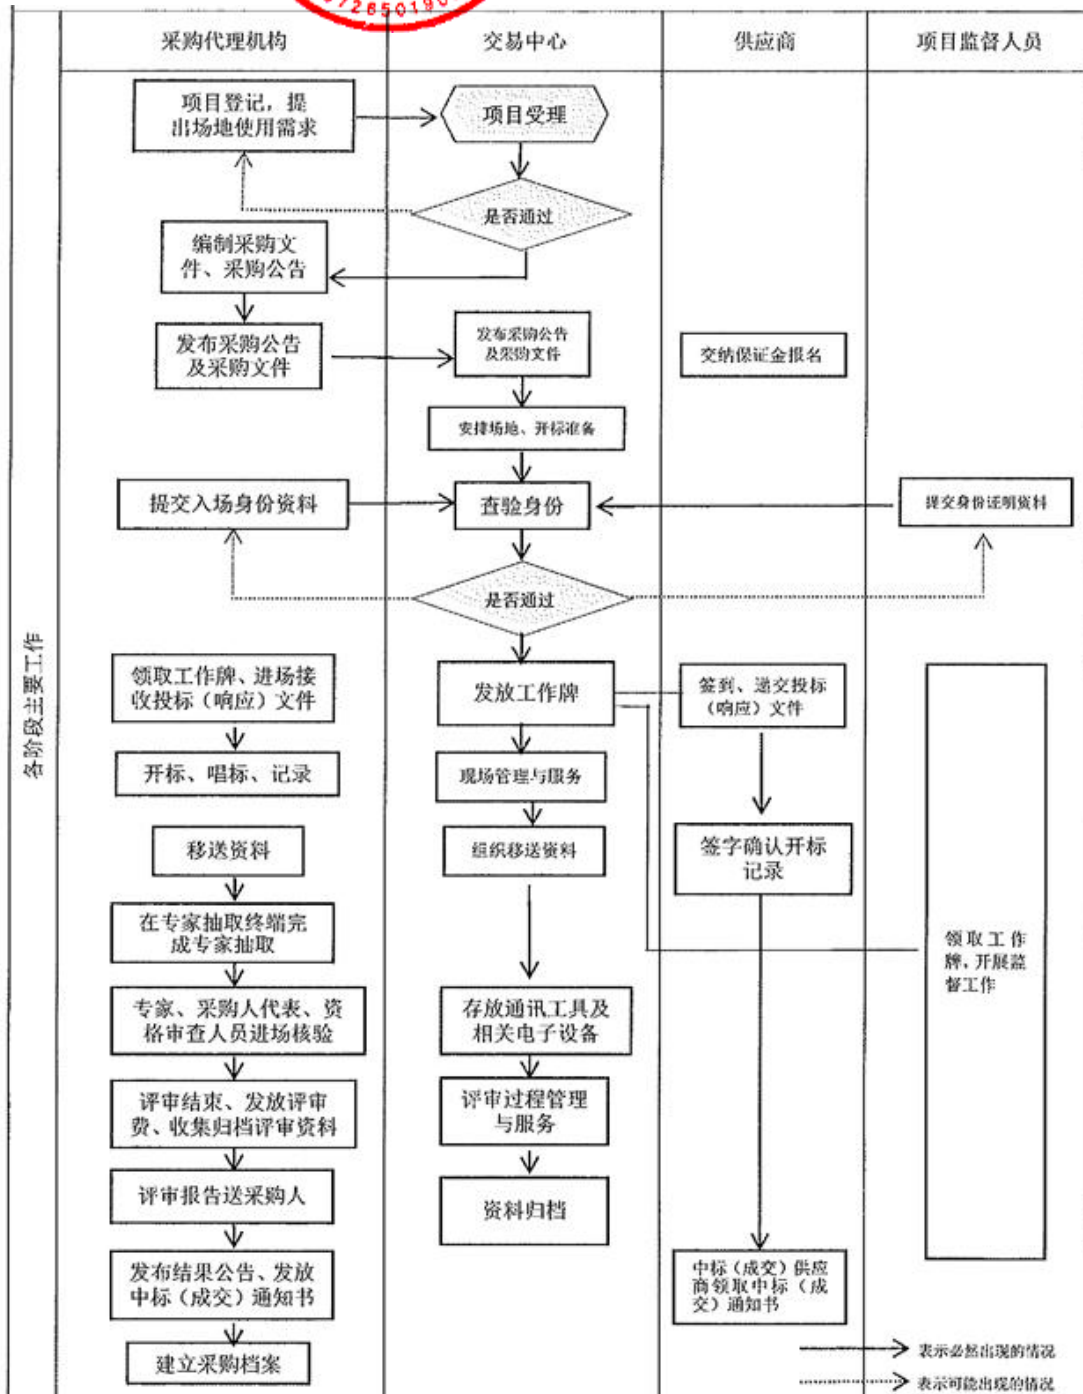 72650190
采购代理机构
交易中心
供应商
项目监督人员
各阶段主要工作
项目登记，提
出场地使用需求
项目受理
是否通过
编制采购文
件、采购公告
发布采购公告
及采购文件
发布采购公告
及采购文件
交纳保证金报名
安排场地、开标准备
提交入场身份资料
查验身份
提交身份证明资料
是否通过
领取工作牌、进场接
收投标（响应）文件
发放工作牌
签到、递交投标
（响应）文件
开标、唱标、记录
现场管理与服务
移送资料
组织移送资料
签字确认开标
记录
在专家抽取终端完
成专家抽取
领取工作
牌，开展监
督工作
专家、采购人代表、资
格审查人员进场核验
存放通讯工具及
相关电子设备
评审结束、发放评审
费、收集归档评审资料
评审过程管理
与服务
评审报告送采购人
资料归档
发布结果公告、发放
中标（成交）通知书
中标（成交）供应
商领取中标（成
交）通知书
建立采购档案
表示必然出现的情况
表示可能出现的情况